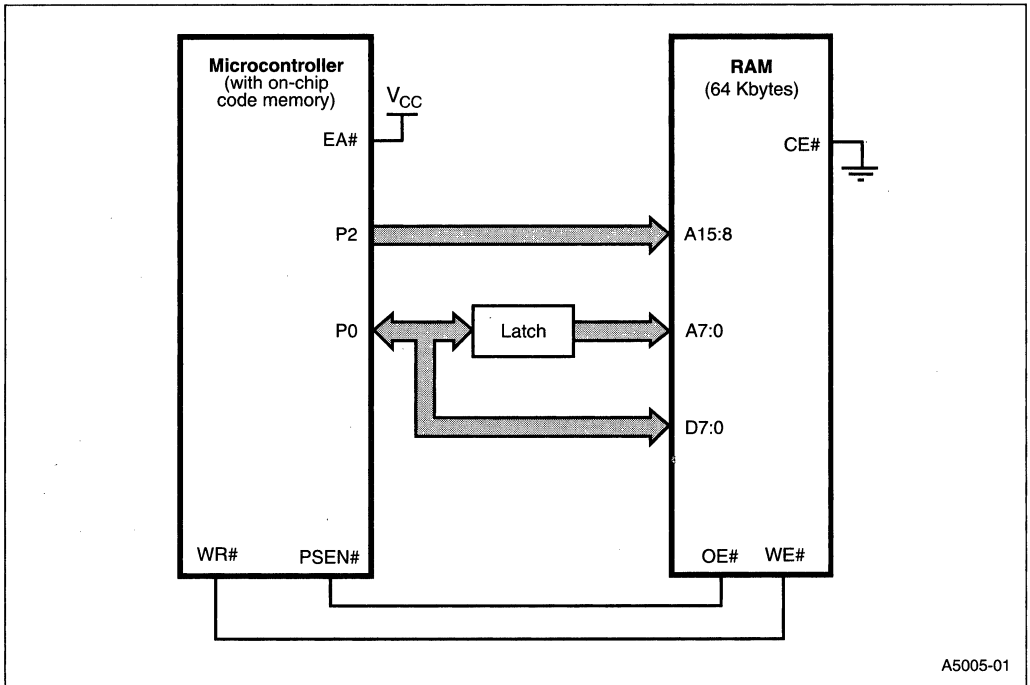 Microcontroller
(with on-chip
code memory)
VCC
EA#
P2
P0
Latch
WR#
PSEN#
RAM
(64 Kbytes)
CE#
A15:8
A7:0
D7:0
OE#
WE#
A5005-01